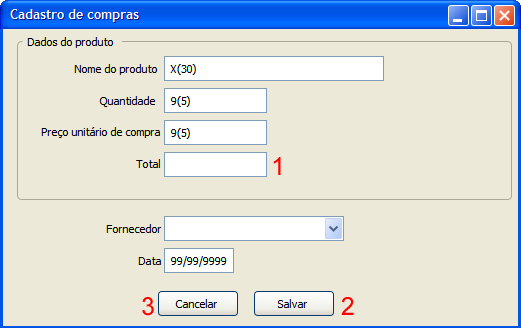 Cadastro de compras
Dados do produto
Nome do produto X(30)
Quantidade 9(5)
Preço unitário de compra 9(5)
Total 1
Fornecedor
Data 99/99/9999
3 Cancelar Salvar 2